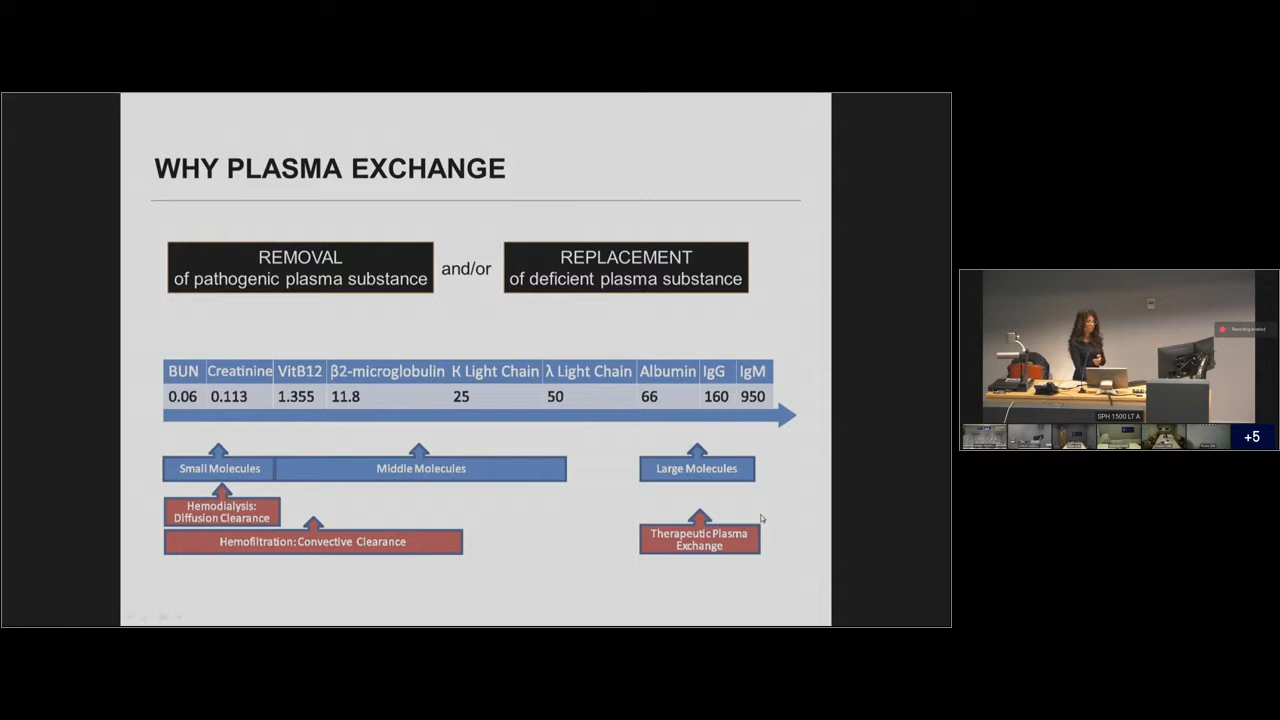 WHY PLASMA EXCHANGE
REMOVAL
of pathogenic plasma substance
and/or
REPLACEMENT
of deficient plasma substance
BUN Creatinine VitB12 β2-microglobulin K Light Chain λ Light Chain Albumin IgG IgM
0.06 0.113 1.355 11.8 25 50 66 160 950
Small Molecules
Middle Molecules
Large Molecules
Hemodialysis:
Diffusion Clearance
Hemofiltration: Convective Clearance
Therapeutic Plasma
Exchange
Recording enabled
SPH 1500 LT A
+5